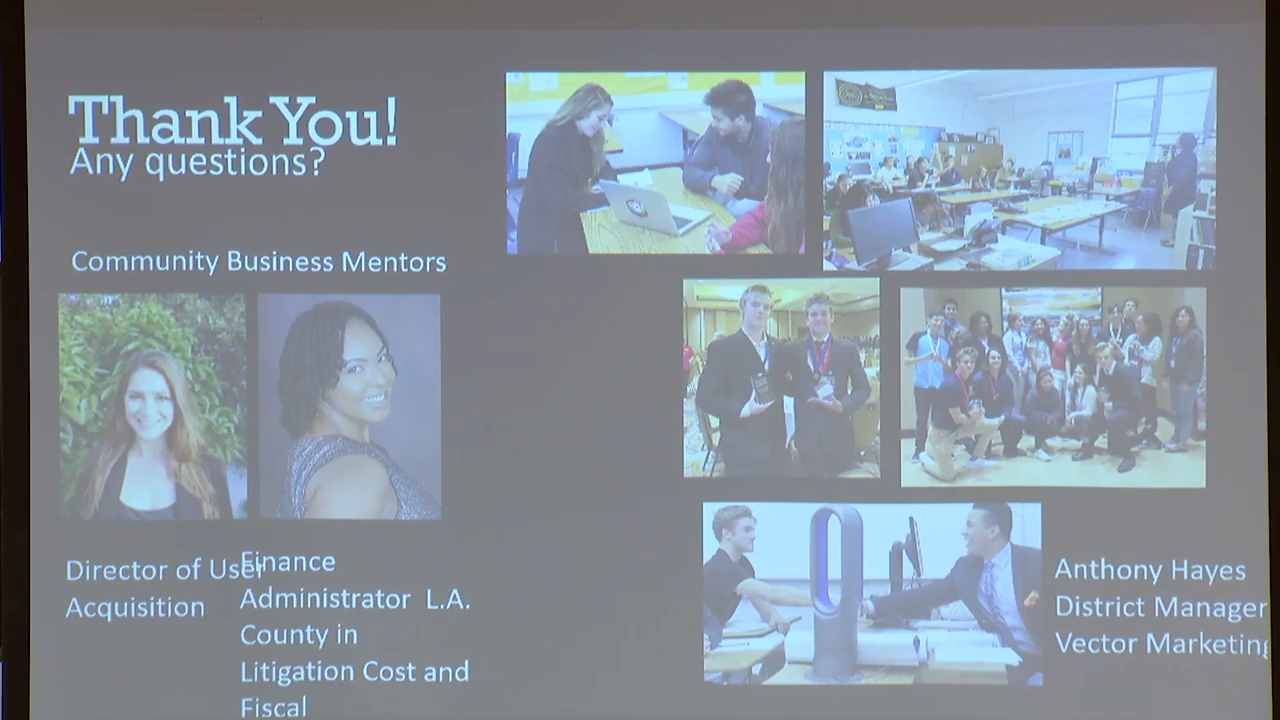 Thank You!
Any questions?
Community Business Mentors
Director of User
Acquisition
Finance
Administrator L.A.
County in
Litigation Cost and
Fiscal
Anthony Hayes
District Manager
Vector Marketing